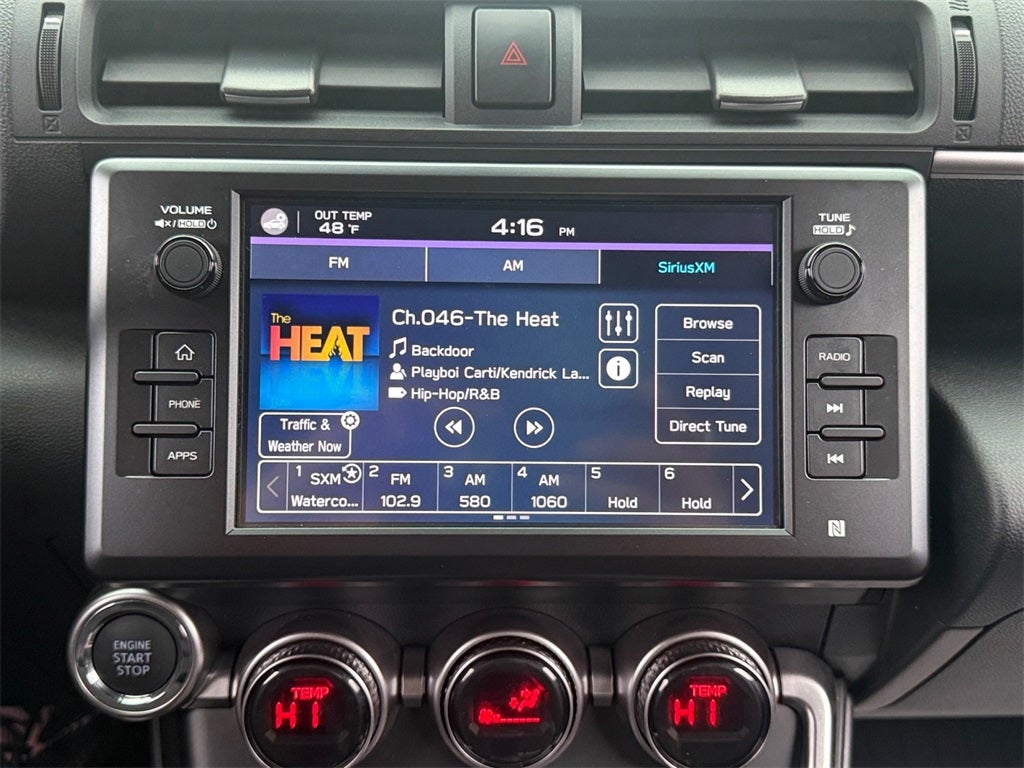 VOLUME
/HOLD
OUT TEMP
48 °F
4:16 PM
TUNE
HOLD
FM
AM
SiriusXM
The
HEAT
Ch.046-The Heat
Backdoor
Playboi Carti/Kendrick La...
Hip-Hop/R&B
Browse
Scan
Replay
Direct Tune
Traffic &
Weather Now
PHONE
APPS
RADIO
1 SXM
Waterco...
2 FM
102.9
3 AM
580
4 AM
1060
5
Hold
6
Hold
N
ENGINE
START
STOP
TEMP
HI
TEMP
HI